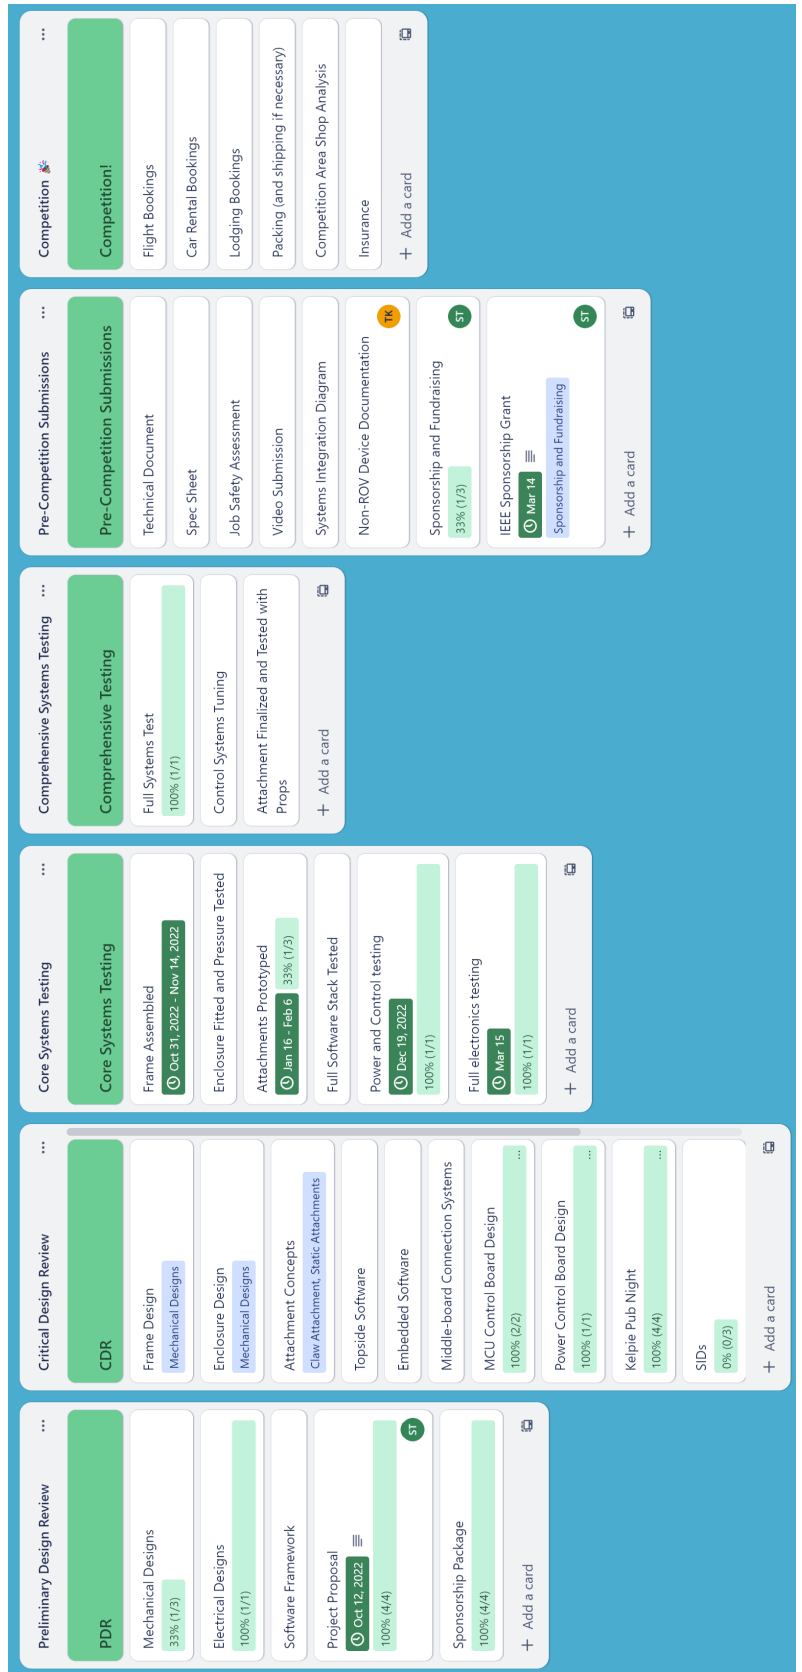 Preliminary Design Review
...
PDR
Mechanical Designs
33% (1/3)
Electrical Designs
100% (1/1)
Software Framework
Project Proposal
Oct 12, 2022
100% (4/4)
ST
Sponsorship Package
100% (4/4)
+ Add a card
Critical Design Review
...
CDR
Frame Design
Mechanical Designs
Enclosure Design
Mechanical Designs
Attachment Concepts
Claw Attachment, Static Attachments
Topside Software
Embedded Software
Middle-board Connection Systems
MCU Control Board Design
100% (2/2) ...
Power Control Board Design
100% (1/1) ...
Kelpie Pub Night
100% (4/4) ...
SIDs
0% (0/3)
+ Add a card
Core Systems Testing
...
Core Systems Testing
Frame Assembled
Oct 31, 2022 - Nov 14, 2022
Enclosure Fitted and Pressure Tested
Attachments Prototyped
Jan 16 - Feb 6 33% (1/3)
Full Software Stack Tested
Power and Control testing
Dec 19, 2022
100% (1/1)
Full electronics testing
Mar 15
100% (1/1)
+ Add a card
Comprehensive Systems Testing
...
Comprehensive Testing
Full Systems Test
100% (1/1)
Control Systems Tuning
Attachment Finalized and Tested with
Props
+ Add a card
Pre-Competition Submissions
...
Pre-Competition Submissions
Technical Document
Spec Sheet
Job Safety Assessment
Video Submission
Systems Integration Diagram
Non-ROV Device Documentation
TK
Sponsorship and Fundraising
33% (1/3)
ST
IEEE Sponsorship Grant
Mar 14
Sponsorship and Fundraising
ST
+ Add a card
Competition 🎉
...
Competition!
Flight Bookings
Car Rental Bookings
Lodging Bookings
Packing (and shipping if necessary)
Competition Area Shop Analysis
Insurance
+ Add a card